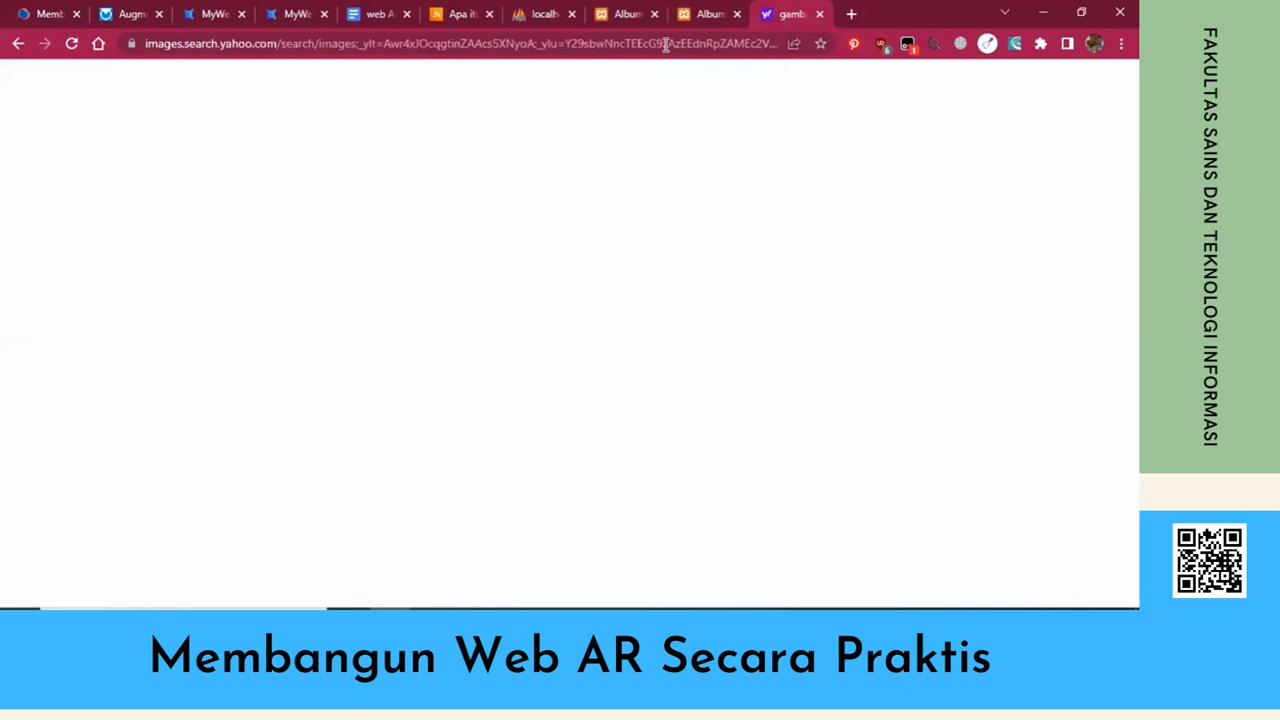 Memb
Augm
MyWe
MyWe
web A
Apa it
localh
Album
Album
gamb
images.search.yahoo.com/search/images;_ylt=
FAKULTAS SAINS DAN TEKNOLOGI INFORMASI
Membangun Web AR Secara Praktis